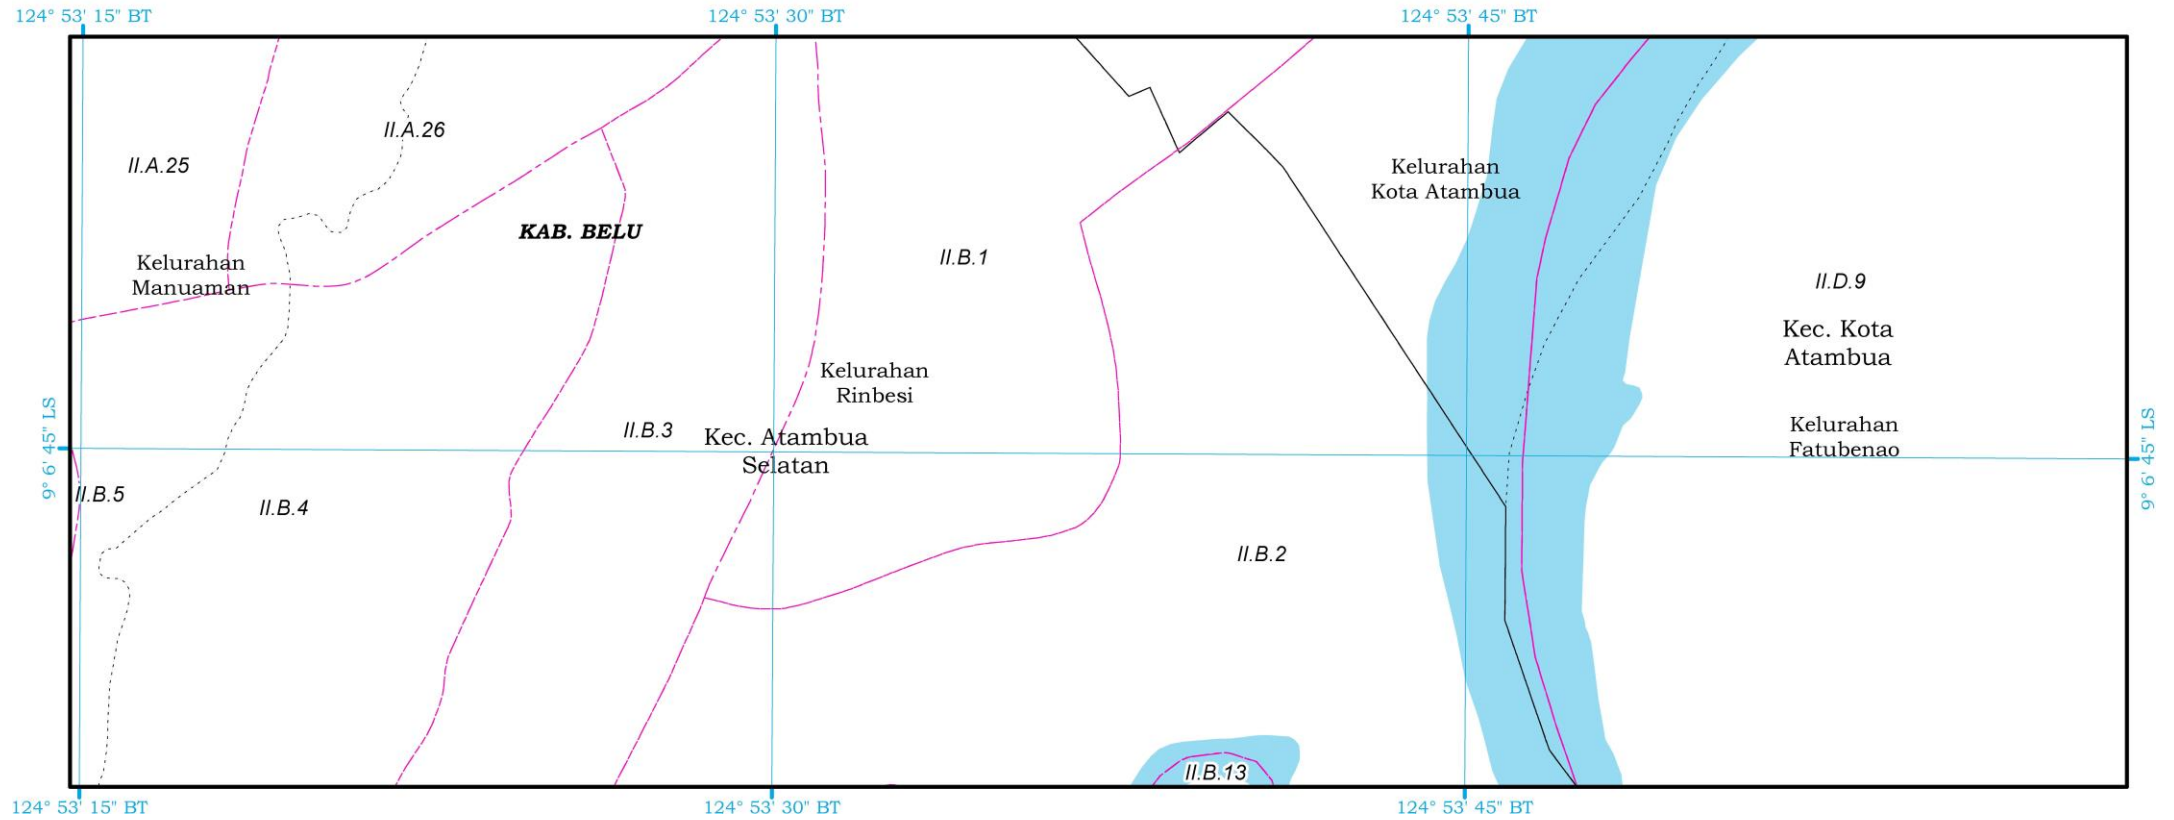 124° 53' 15" BT
124° 53' 30" BT
124° 53' 45" BT
II.A.26
II.A.25
Kelurahan
Kota Atambua
KAB. BELU
Kelurahan
Manuaman
II.B.1
II.D.9
Kec. Kota
Atambua
Kelurahan
Rinbesi
II.B.3
Kec. Atambua
Selatan
Kelurahan
Fatubenao
9° 6' 45" LS
9° 6' 45" LS
II.B.5
II.B.4
II.B.2
II.B.13
124° 53' 15" BT
124° 53' 30" BT
124° 53' 45" BT